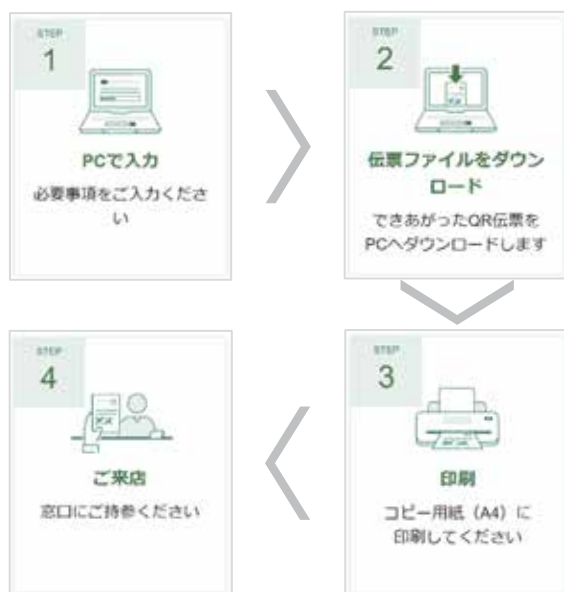 STEP
1
PCで入力
必要事項をご入力くださ
い
STEP
2
伝票ファイルをダウン
ロード
できあがったQR伝票を
PCへダウンロードします
STEP
3
印刷
コピー用紙（A4）に
印刷してください
STEP
4
ご来店
窓口にご持参ください